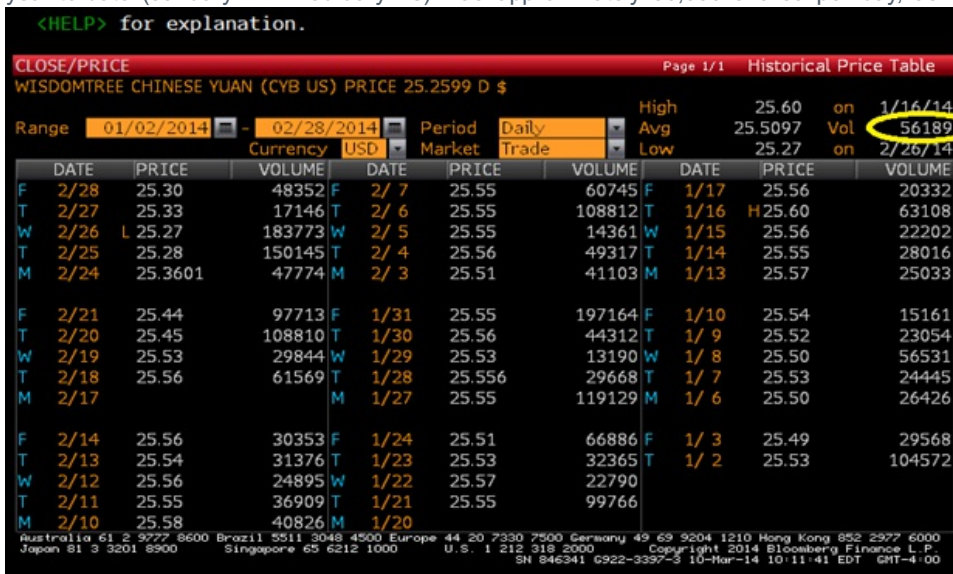 <HELP> for explanation.
CLOSE/PRICE Page 1/1 Historical Price Table
WISDOMTREE CHINESE YUAN (CYB US) PRICE 25.2599 D $
High 25.60 on 1/16/14
Range 01/02/2014 - 02/28/2014 Period Daily Avg 25.5097 Vol 56189
Currency USD Market Trade Low 25.27 on 2/26/14
DATE PRICE VOLUME DATE PRICE VOLUME DATE PRICE VOLUME
F 2/28 25.30 48352 F 2/ 7 25.55 60745 F 1/17 25.56 20332
T 2/27 25.33 17146 T 2/ 6 25.55 108812 T 1/16 H 25.60 63108
W 2/26 L 25.27 183773 W 2/ 5 25.55 14361 W 1/15 25.56 22202
T 2/25 25.28 150145 T 2/ 4 25.56 49317 T 1/14 25.55 28016
M 2/24 25.3601 47774 M 2/ 3 25.51 41103 M 1/13 25.57 25033
F 2/21 25.44 97713 F 1/31 25.55 197164 F 1/10 25.54 15161
T 2/20 25.45 108810 T 1/30 25.56 44312 T 1/ 9 25.52 23054
W 2/19 25.53 29844 W 1/29 25.53 13190 W 1/ 8 25.50 56531
T 2/18 25.56 61569 T 1/28 25.556 29668 T 1/ 7 25.53 24445
M 2/17 M 1/27 25.55 119129 M 1/ 6 25.50 26426
F 2/14 25.56 30353 F 1/24 25.51 66886 F 1/ 3 25.49 29568
T 2/13 25.54 31376 T 1/23 25.53 32365 T 1/ 2 25.53 104572
W 2/12 25.56 24895 W 1/22 25.57 22790
T 2/11 25.55 36909 T 1/21 25.55 99766
M 2/10 25.58 40826 M 1/20
Australia 61 2 9777 8600 Brazil 5511 3048 4500 Europe 44 20 7330 7500 Germany 49 69 9204 1210 Hong Kong 852 2977 6000
Japan 81 3 3201 8900 Singapore 65 6212 1000 U.S. 1 212 318 2000 Copyright 2014 Bloomberg Finance L.P.
SN 846341 G922-3397-3 10-Mar-14 10:11:41 EDT GMT-4:00